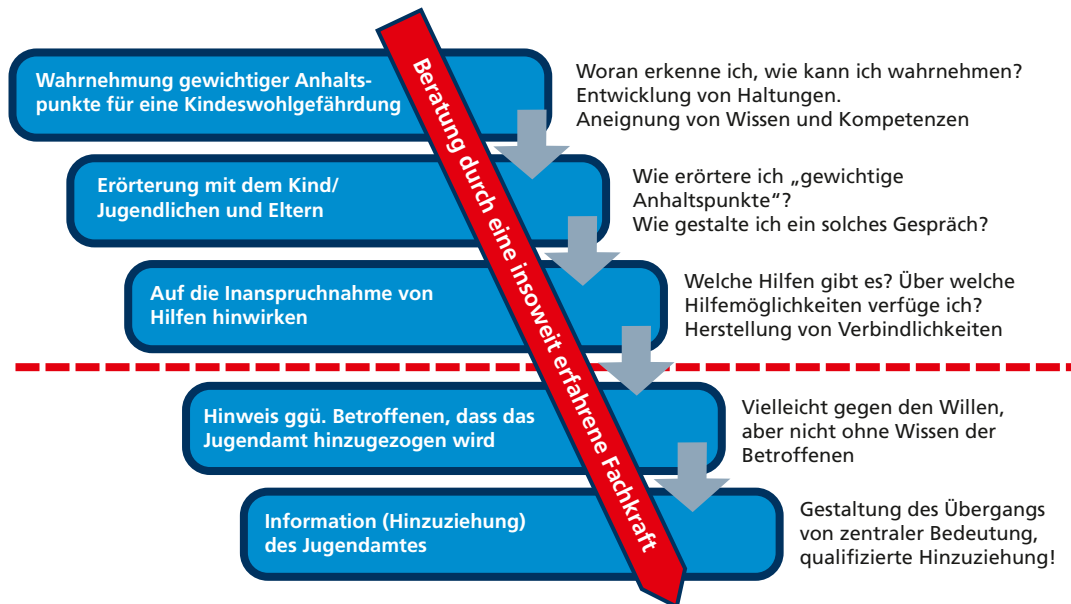 Wahrnehmung gewichtiger Anhalts-
punkte für eine Kindeswohlgefährdung
Woran erkenne ich, wie kann ich wahrnehmen?
Entwicklung von Haltungen.
Aneignung von Wissen und Kompetenzen
Erörterung mit dem Kind/
Jugendlichen und Eltern
Wie erörtere ich „gewichtige
Anhaltspunkte“?
Wie gestalte ich ein solches Gespräch?
Auf die Inanspruchnahme von
Hilfen hinwirken
Welche Hilfen gibt es? Über welche
Hilfemöglichkeiten verfüge ich?
Herstellung von Verbindlichkeiten
Hinweis ggü. Betroffenen, dass das
Jugendamt hinzugezogen wird
Vielleicht gegen den Willen,
aber nicht ohne Wissen der
Betroffenen
Information (Hinzuziehung)
des Jugendamtes
Gestaltung des Übergangs
von zentraler Bedeutung,
qualifizierte Hinzuziehung!
Beratung durch eine insoweit erfahrene Fachkraft